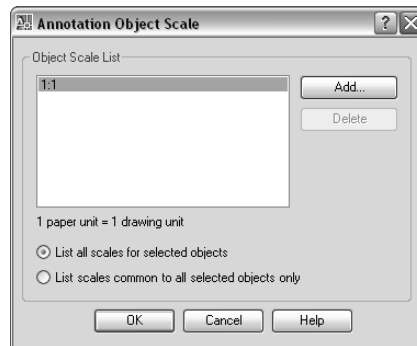 Annotation Object Scale
Object Scale List
1:1
Add...
Delete
1 paper unit = 1 drawing unit
List all scales for selected objects
List scales common to all selected objects only
OK
Cancel
Help